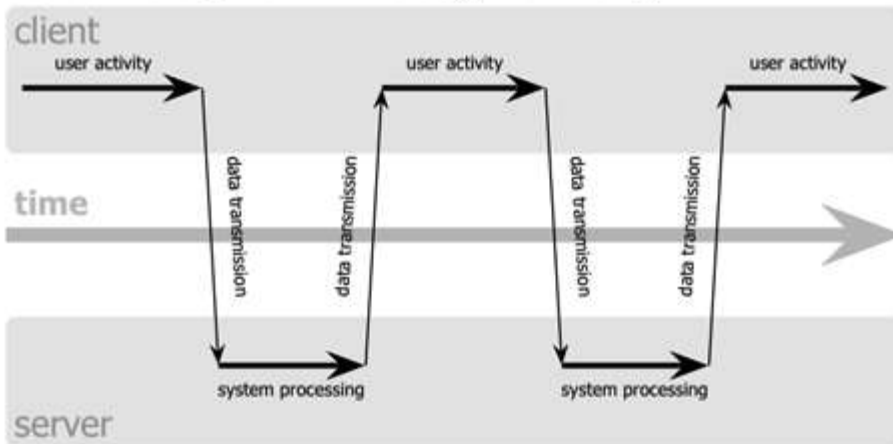 client
user activity
user activity
user activity
data transmission
data transmission
data transmission
data transmission
time
system processing
system processing
server